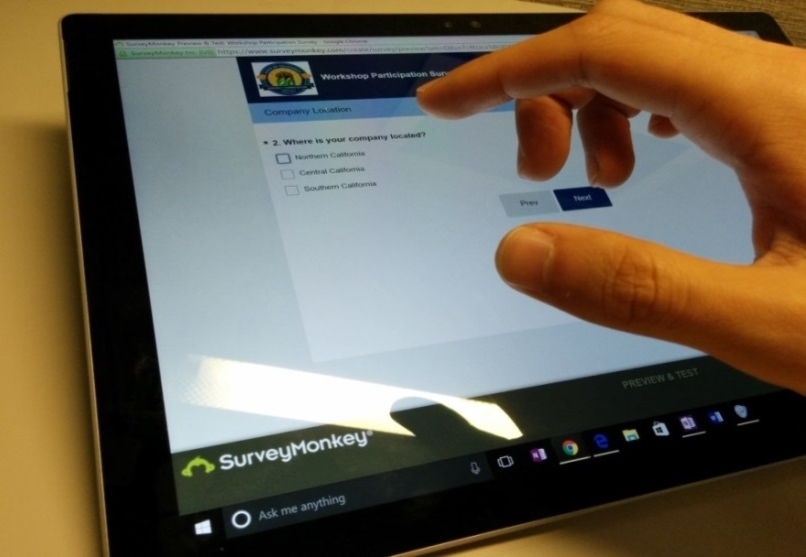 SurveyMonkey Preview & Test: Workshop Participation Survey - Google Chrome
Workshop Participation Sur
Company Location
* 2. Where is your company located?
Northern California
Central California
Southern California
Prev
Next
PREVIEW & TEST
SurveyMonkey®
Ask me anything